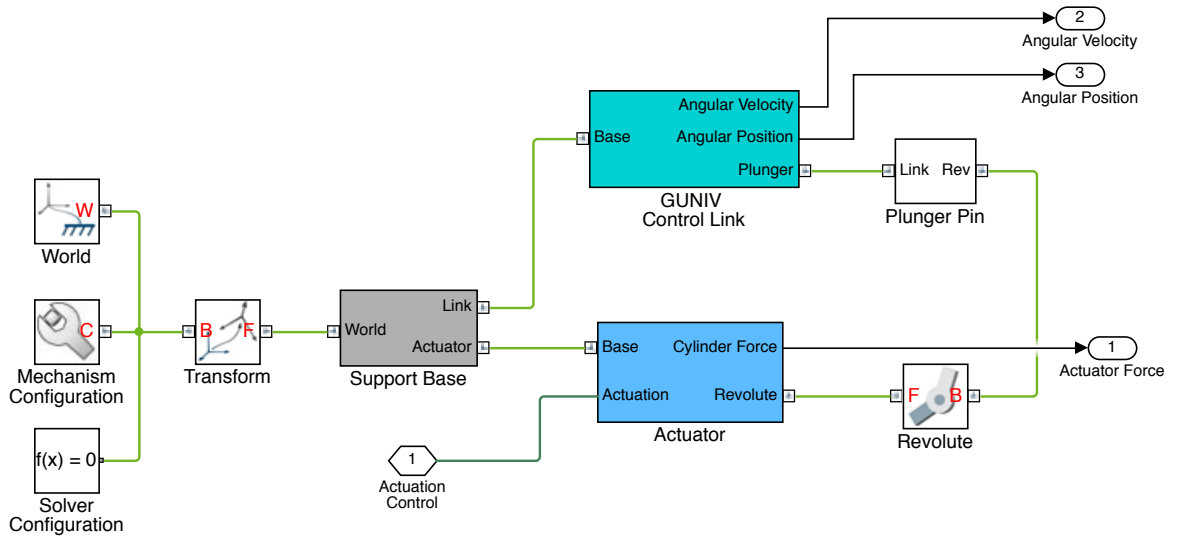 2
Angular Velocity
3
Angular Position
Angular Velocity
Base
Angular Position
Plunger
GUNIV
Control Link
Link
Rev
Plunger Pin
W
World
C
Mechanism
Configuration
B
F
Transform
Link
World
Actuator
Support Base
Base
Cylinder Force
Actuation
Revolute
Actuator
1
Actuator Force
F
B
Revolute
f(x) = 0
Solver
Configuration
1
Actuation
Control